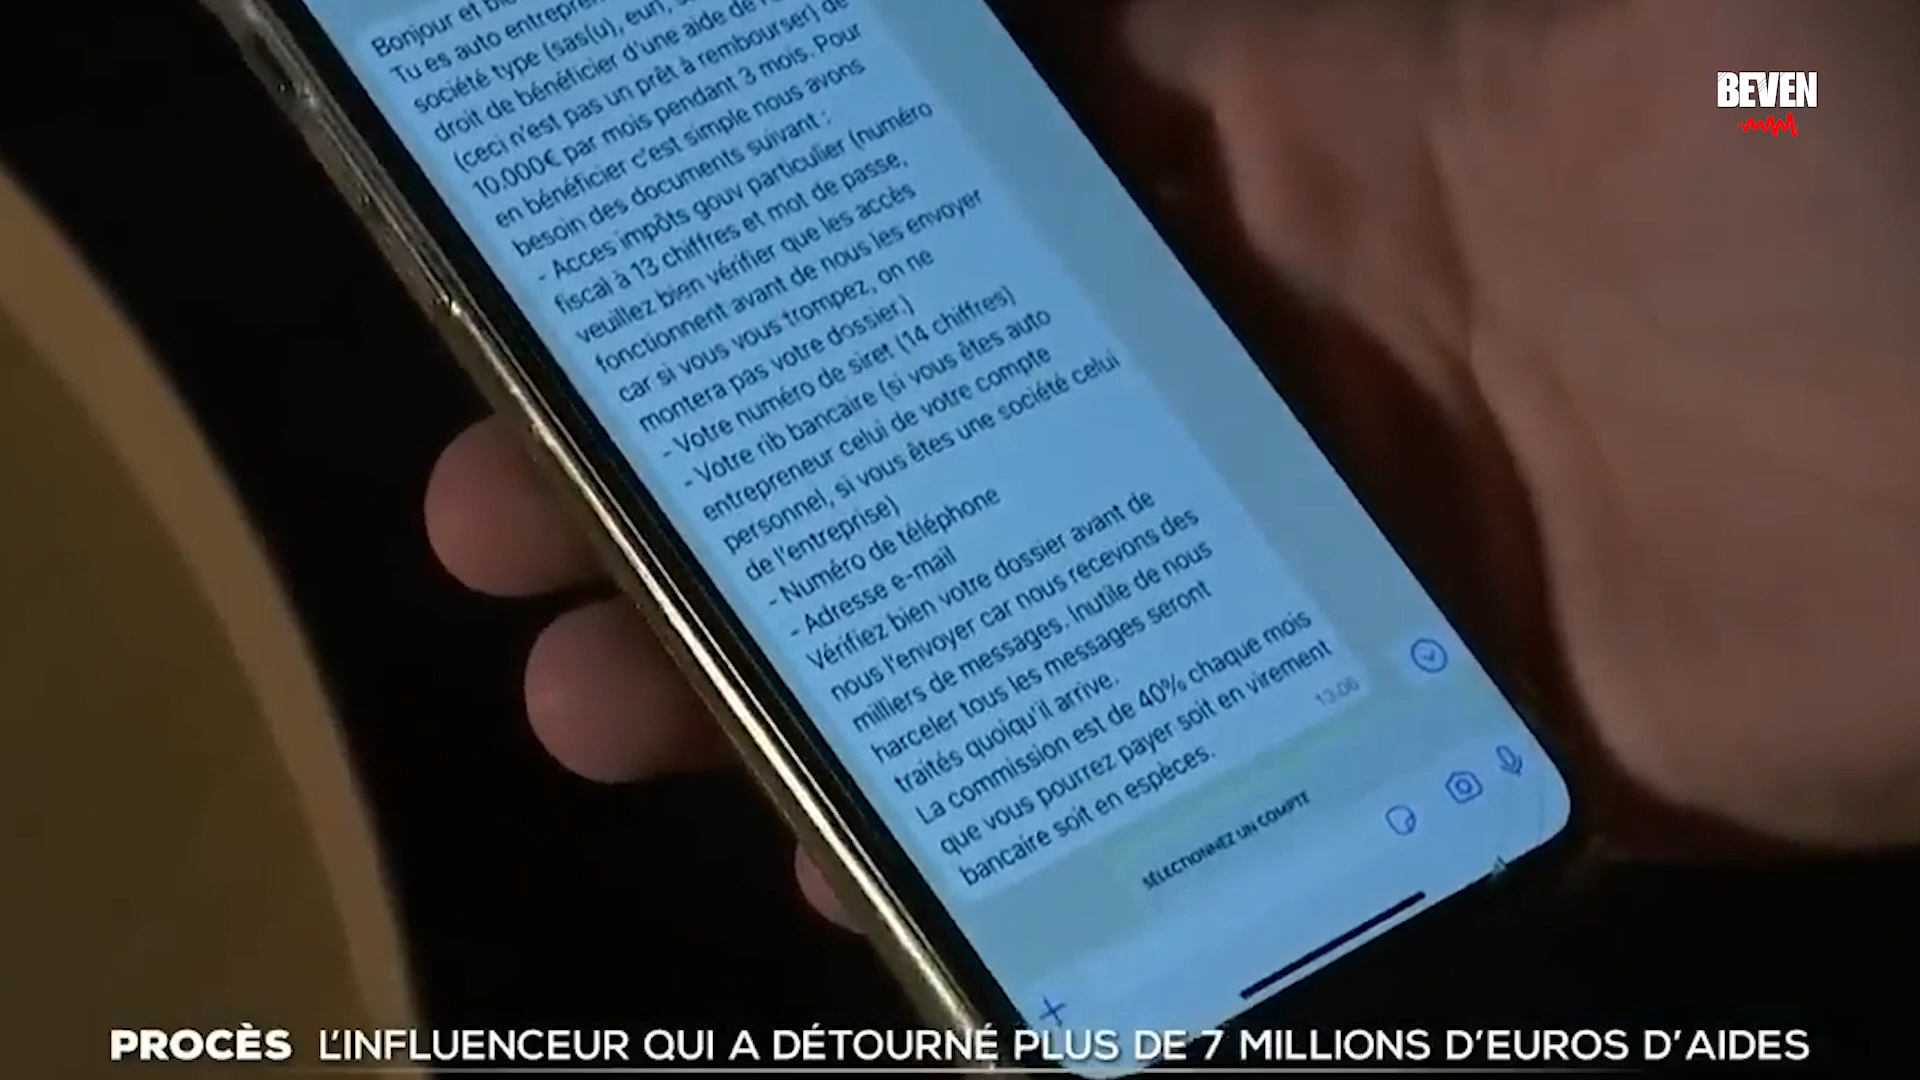 Bonjour et
Tu es auto
société type (sas(u), eurl,
droit de bénéficier d'une aide de
(ceci n'est pas un prêt à rembourser) de
10.000€ par mois pendant 3 mois. Pour
en bénéficier c'est simple nous avons
besoin des documents suivant :
- Acces impôts gouv particulier (numéro
fiscal à 13 chiffres et mot de passe,
veuillez bien vérifier que les accès
fonctionnent avant de nous les envoyer
car si vous vous trompez, on ne
montera pas votre dossier.)
- Votre numéro de siret (14 chiffres)
- Votre rib bancaire (si vous êtes auto
entrepreneur celui de votre compte
personnel, si vous êtes une société celui
de l'entreprise)
- Numéro de téléphone
- Adresse e-mail
Vérifiez bien votre dossier avant de
nous l'envoyer car nous recevons des
milliers de messages. Inutile de nous
harceler tous les messages seront
traités quoiqu'il arrive.
La commission est de 40% chaque mois
que vous pourrez payer soit en virement
bancaire soit en espèces.
13:06
SÉLECTIONNEZ UN COMPTE
BEVEN
PROCÈS L'INFLUENCEUR QUI A DÉTOURNÉ PLUS DE 7 MILLIONS D'EUROS D'AIDES